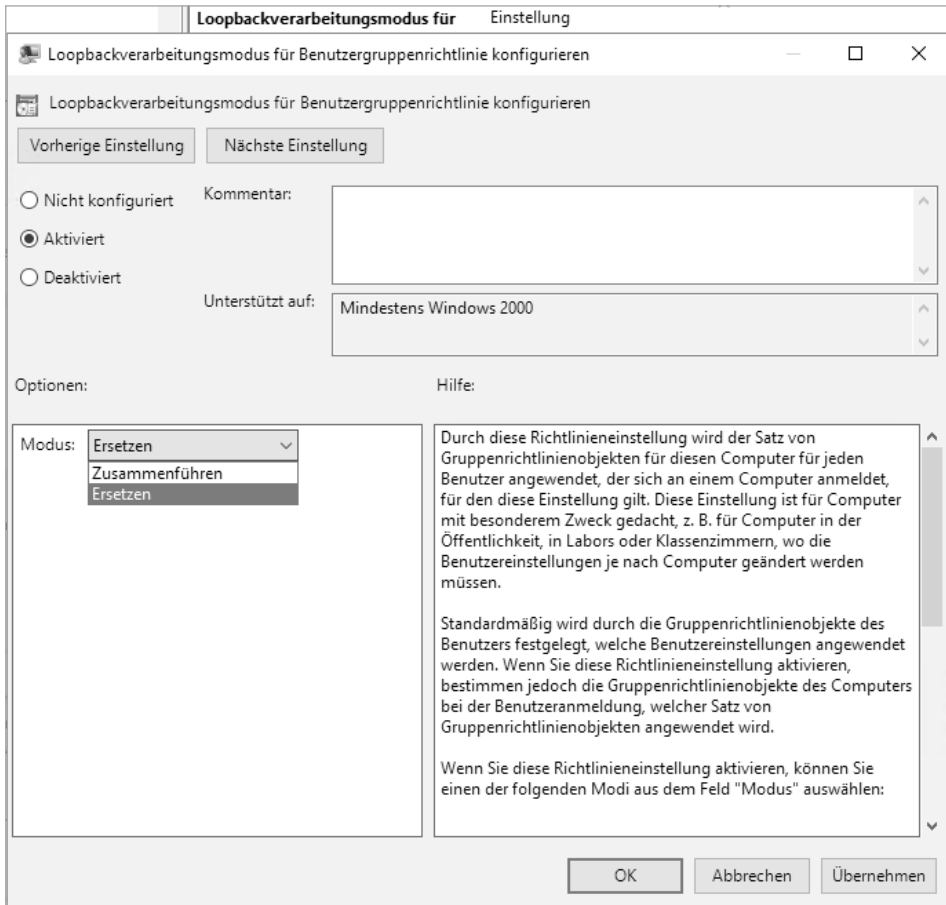 Loopbackverarbeitungsmodus für Einstellung
Loopbackverarbeitungsmodus für Benutzergruppenrichtlinie konfigurieren
Loopbackverarbeitungsmodus für Benutzergruppenrichtlinie konfigurieren
Vorherige Einstellung Nächste Einstellung
Nicht konfiguriert Kommentar:
Aktiviert
Deaktiviert
Unterstützt auf: Mindestens Windows 2000
Optionen: Hilfe:
Modus: Ersetzen
Zusammenführen
Ersetzen
Durch diese Richtlinieneinstellung wird der Satz von
Gruppenrichtlinienobjekten für diesen Computer für jeden
Benutzer angewendet, der sich an einem Computer anmeldet,
für den diese Einstellung gilt. Diese Einstellung ist für Computer
mit besonderem Zweck gedacht, z. B. für Computer in der
Öffentlichkeit, in Labors oder Klassenzimmern, wo die
Benutzereinstellungen je nach Computer geändert werden
müssen.
Standardmäßig wird durch die Gruppenrichtlinienobjekte des
Benutzers festgelegt, welche Benutzereinstellungen angewendet
werden. Wenn Sie diese Richtlinieneinstellung aktivieren,
bestimmen jedoch die Gruppenrichtlinienobjekte des Computers
bei der Benutzeranmeldung, welcher Satz von
Gruppenrichtlinienobjekten angewendet wird.
Wenn Sie diese Richtlinieneinstellung aktivieren, können Sie
einen der folgenden Modi aus dem Feld "Modus" auswählen:
OK Abbrechen Übernehmen